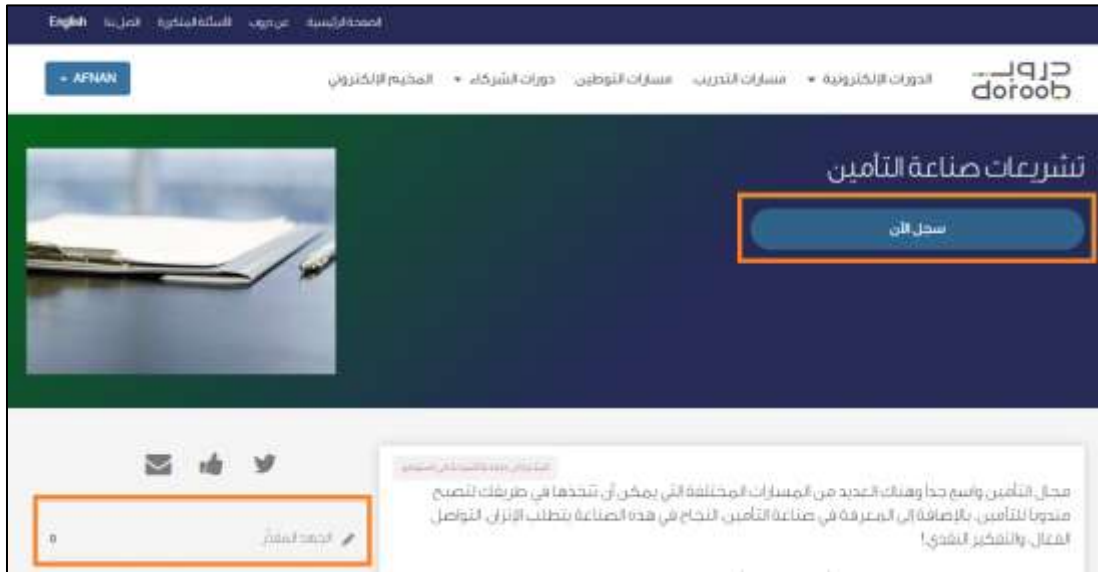 الصفحة الرئيسية عن دروب الأسئلة المتكررة اتصل بنا English
دروب
doroob
الدورات الإلكترونية مسارات التدريب مسارات التوطين دورات الشركاء المخيم الإلكتروني
AFNAN
تشريعات صناعة التأمين
سجل الآن
مجال التأمين واسع جداً وهناك العديد من المسارات المختلفة التي يمكن أن تتخذها في طريقك لتصبح
مندوبا للتأمين. بالإضافة إلى المعرفة في صناعة التأمين، النجاح في هذه الصناعة يتطلب الإتزان، التواصل
الفعال، والتفكير النقدي!
الجهد المقدّر
0